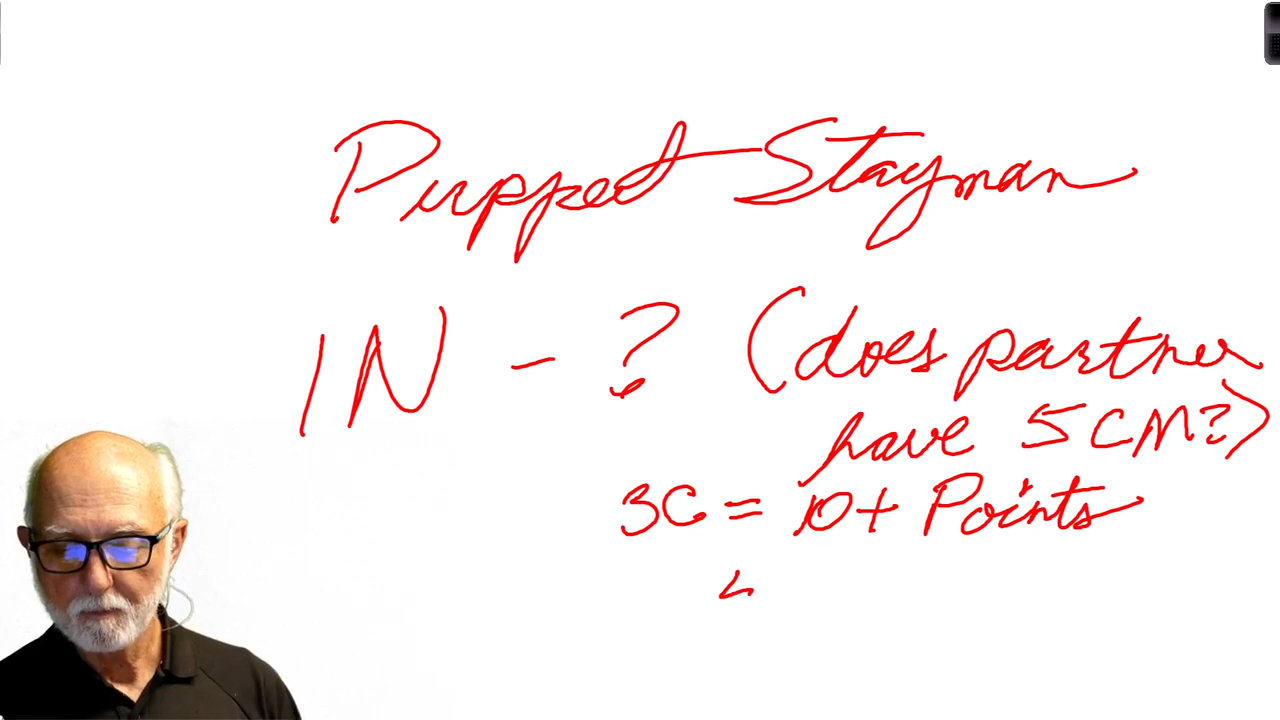 Puppet Stayman
1N - ? (does partner
have 5CM?)
3C = 10+ Points